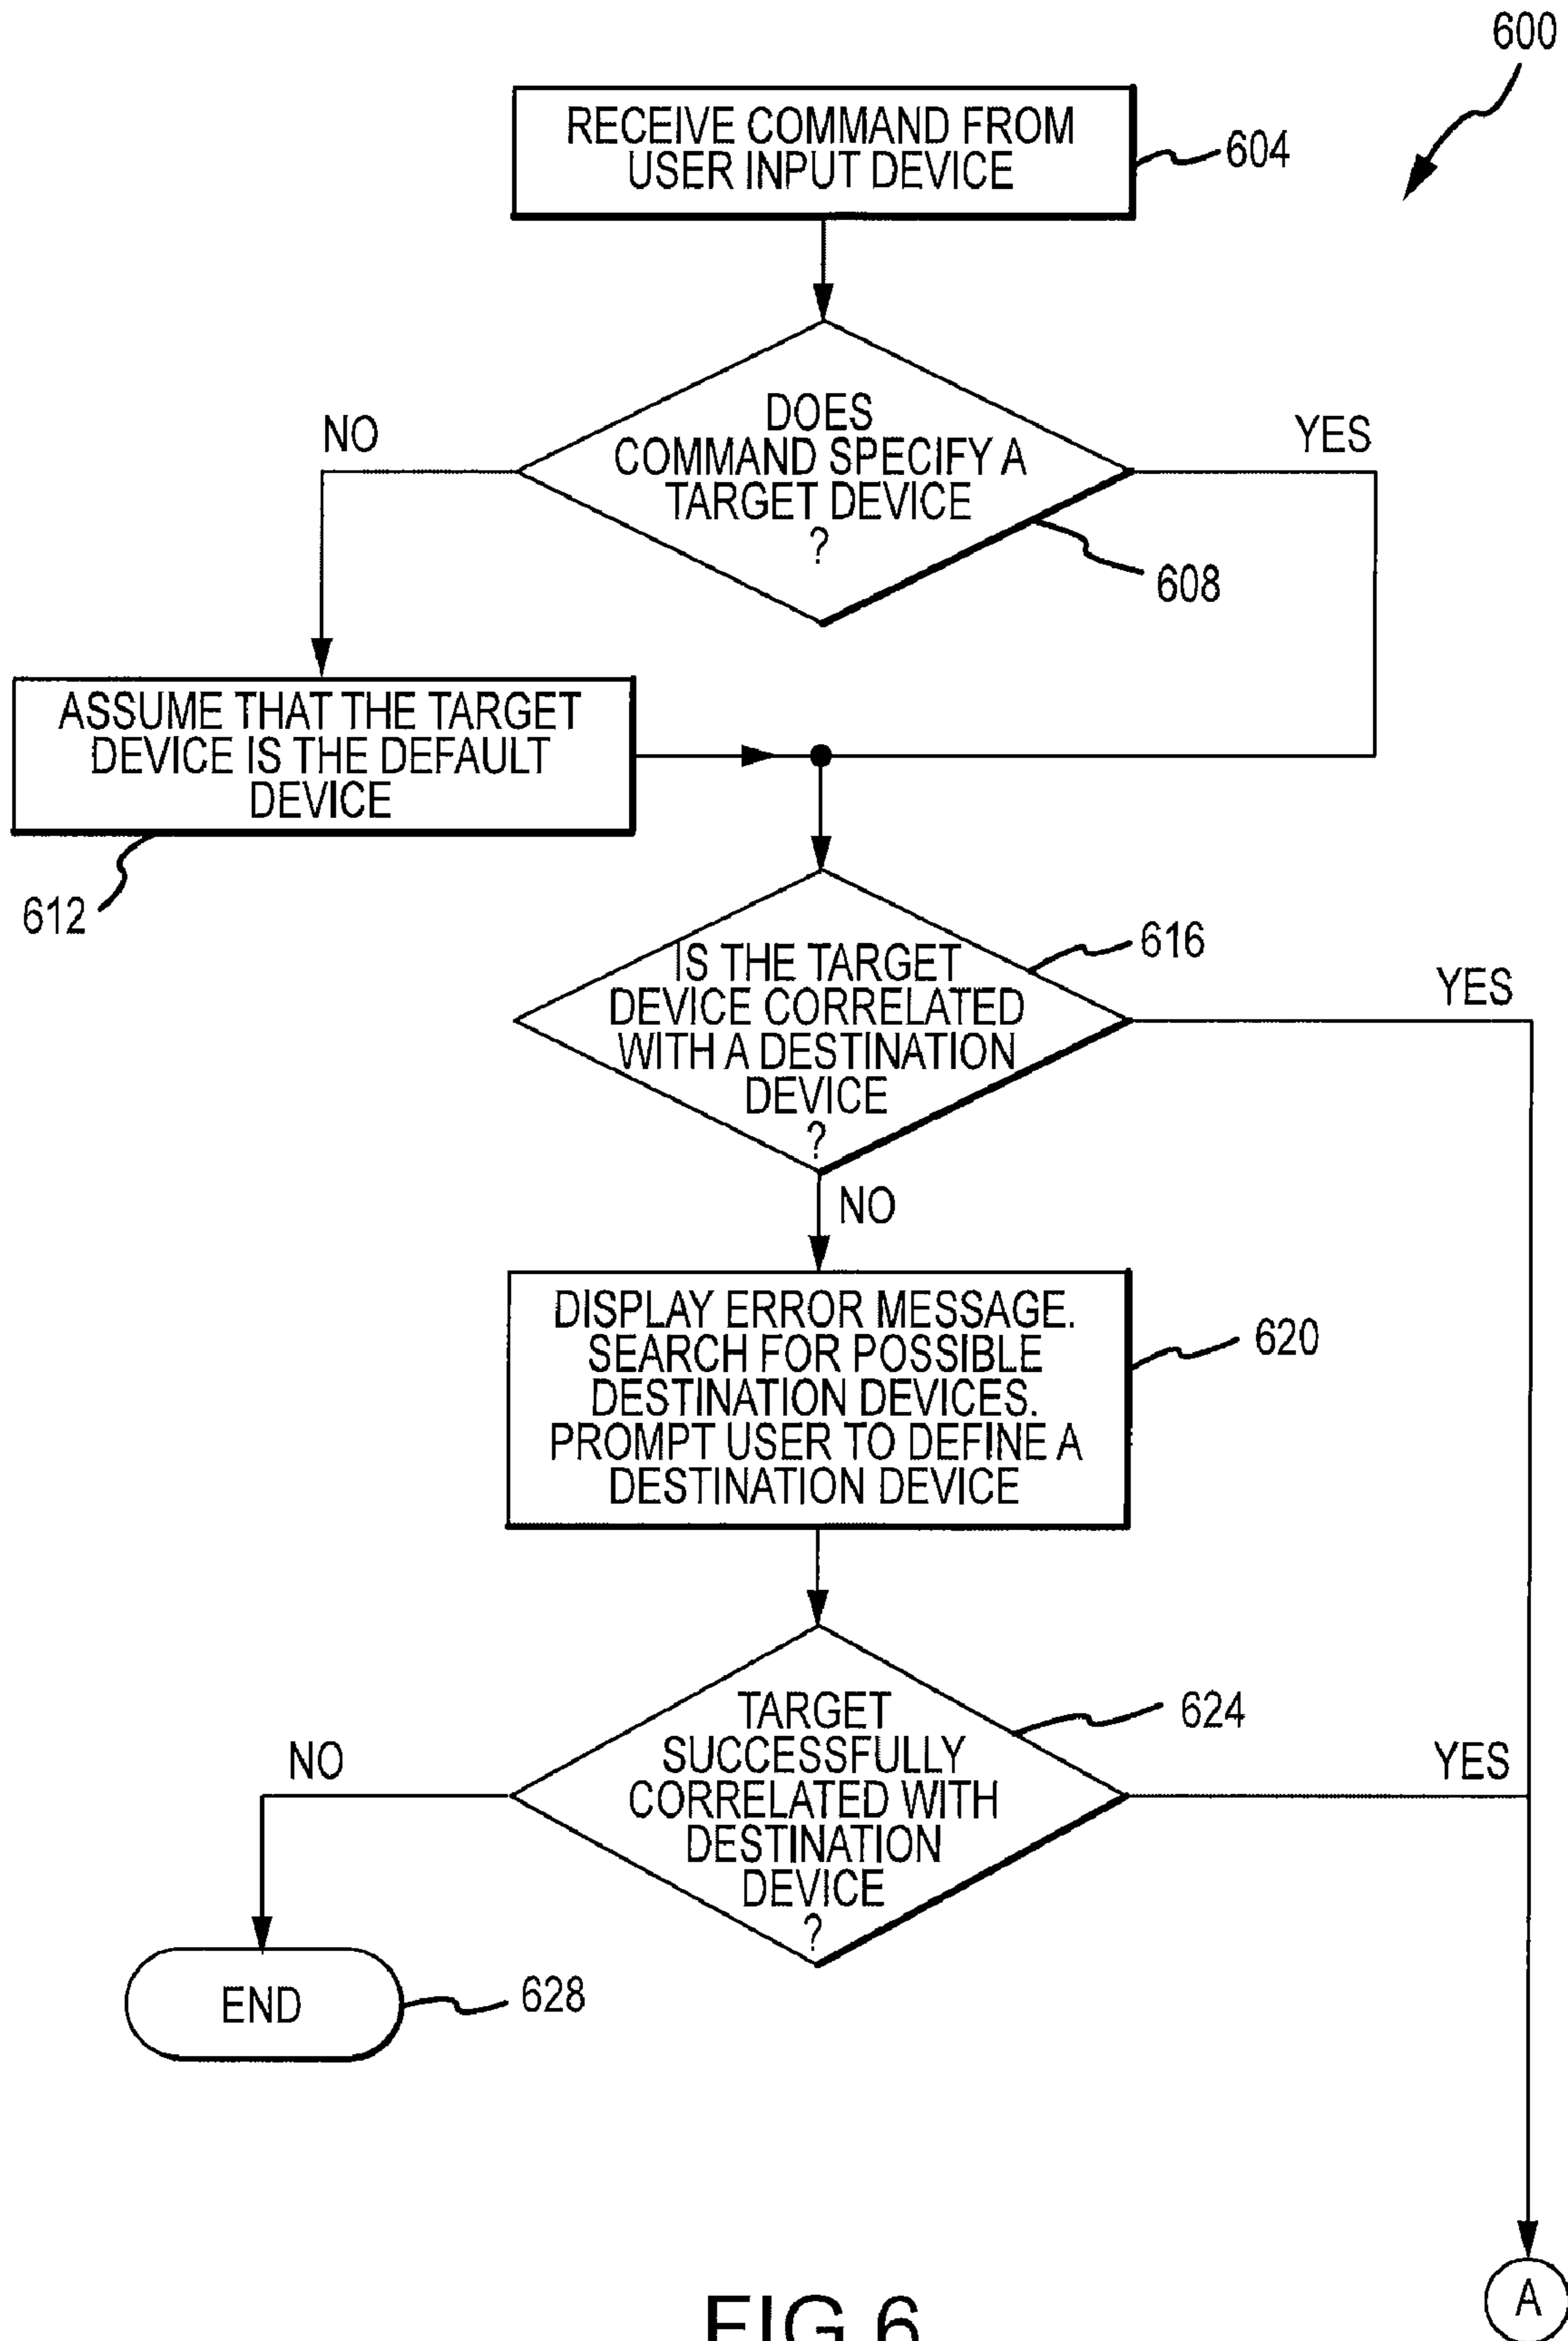 600
RECEIVE COMMAND FROM
USER INPUT DEVICE
604
DOES
COMMAND SPECIFY A
TARGET DEVICE
?
NO
YES
608
ASSUME THAT THE TARGET
DEVICE IS THE DEFAULT
DEVICE
612
IS THE TARGET
DEVICE CORRELATED
WITH A DESTINATION
DEVICE
?
616
YES
NO
DISPLAY ERROR MESSAGE.
SEARCH FOR POSSIBLE
DESTINATION DEVICES.
PROMPT USER TO DEFINE A
DESTINATION DEVICE
620
TARGET
SUCCESSFULLY
CORRELATED WITH
DESTINATION
DEVICE
?
624
NO
YES
END
628
A
FIG.6